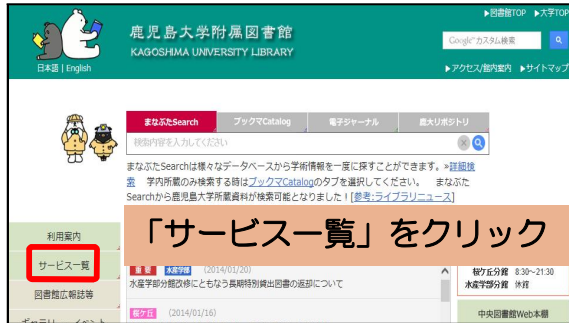 ▶図書館TOP ▶大学TOP
鹿児島大学附属図書館
KAGOSHIMA UNIVERSITY LIBRARY
Google™カスタム検索
日本語 | English
▶アクセス/館内案内 ▶サイトマップ
まなぶたSearch ブックマCatalog 電子ジャーナル 鹿大リポジトリ
検索内容を入力してください
まなぶたSearchは様々なデータベースから学術情報を一度に探すことができます。»詳細検
索 学内所蔵のみ検索する時はブックマCatalogのタブを選択してください。 まなぶた
Searchから鹿児島大学所蔵資料が検索可能となりました！[参考:ライブラリニュース]
「サービス一覧」をクリック
利用案内
サービス一覧
図書館広報誌等
重要 水産学部 (2014/01/20)
水産学部分館改修にともなう長期特別貸出図書の返却について
桜ケ丘 (2014/01/16)
桜ケ丘分館 8:30～21:30
水産学部分館 休館
中央図書館Web本棚